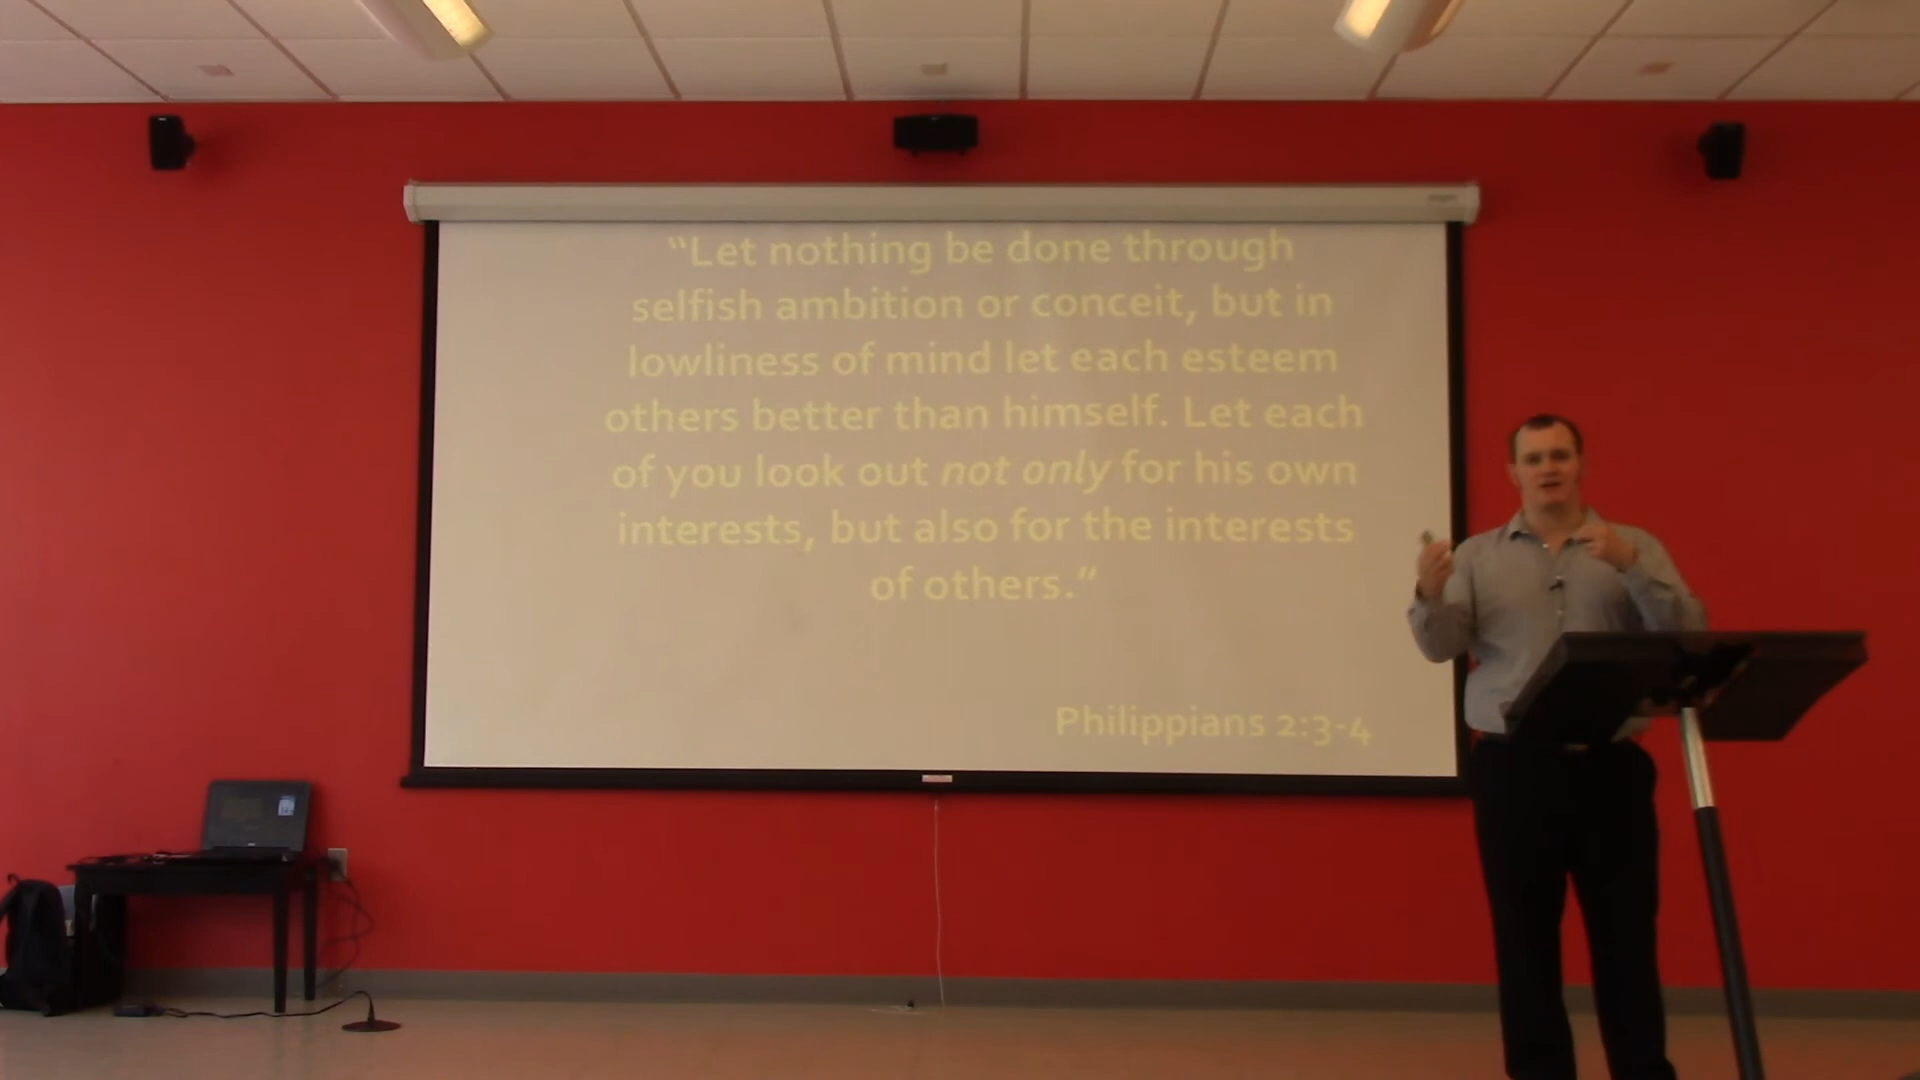 “Let nothing be done through
selfish ambition or conceit, but in
lowliness of mind let each esteem
others better than himself. Let each
of you look out not only for his own
interests, but also for the interests
of others.”
Philippians 2:3-4